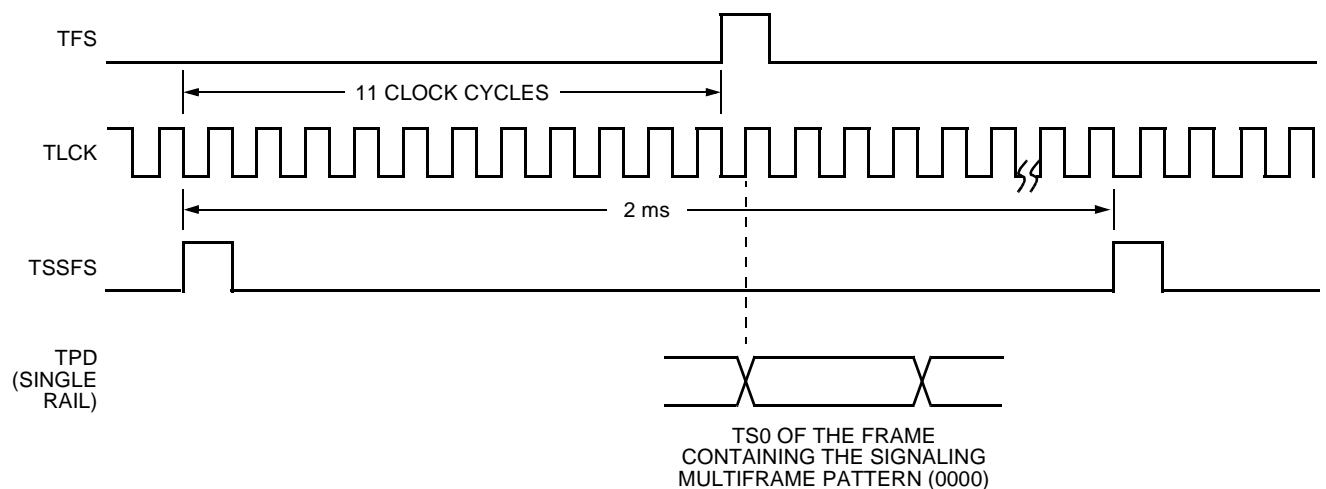 TFS
11 CLOCK CYCLES
TLCK
2 ms
TSSFS
TPD
(SINGLE
RAIL)
TS0 OF THE FRAME
CONTAINING THE SIGNALING
MULTIFRAME PATTERN (0000)